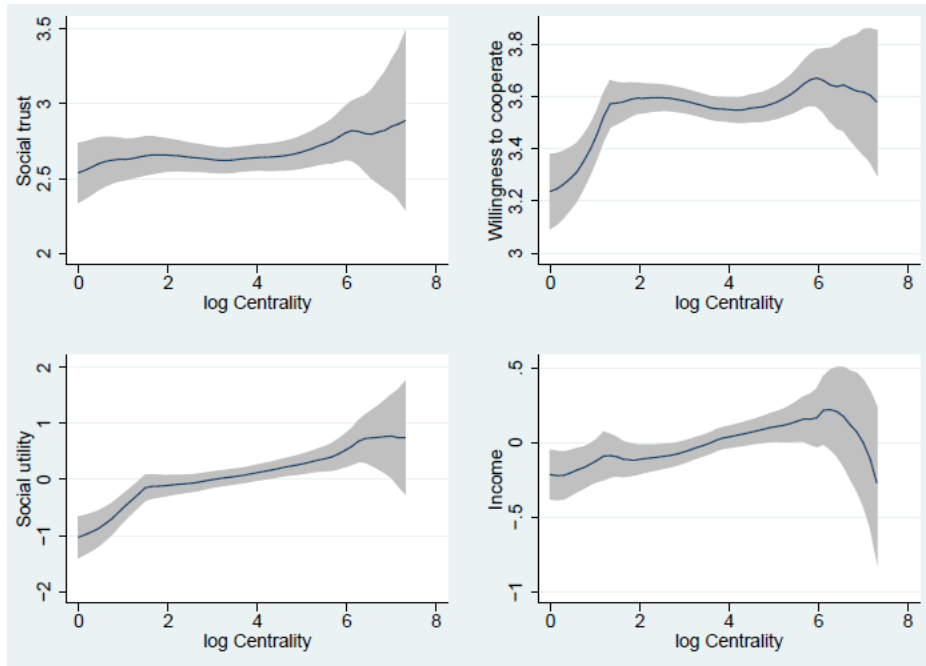 Social trust
3.5
3
2.5
2
0 2 4 6 8
log Centrality
Willingness to cooperate
3.8
3.6
3.4
3.2
3
0 2 4 6 8
log Centrality
Social utility
2
1
0
−1
−2
0 2 4 6 8
log Centrality
Income
.5
0
−.5
−1
0 2 4 6 8
log Centrality